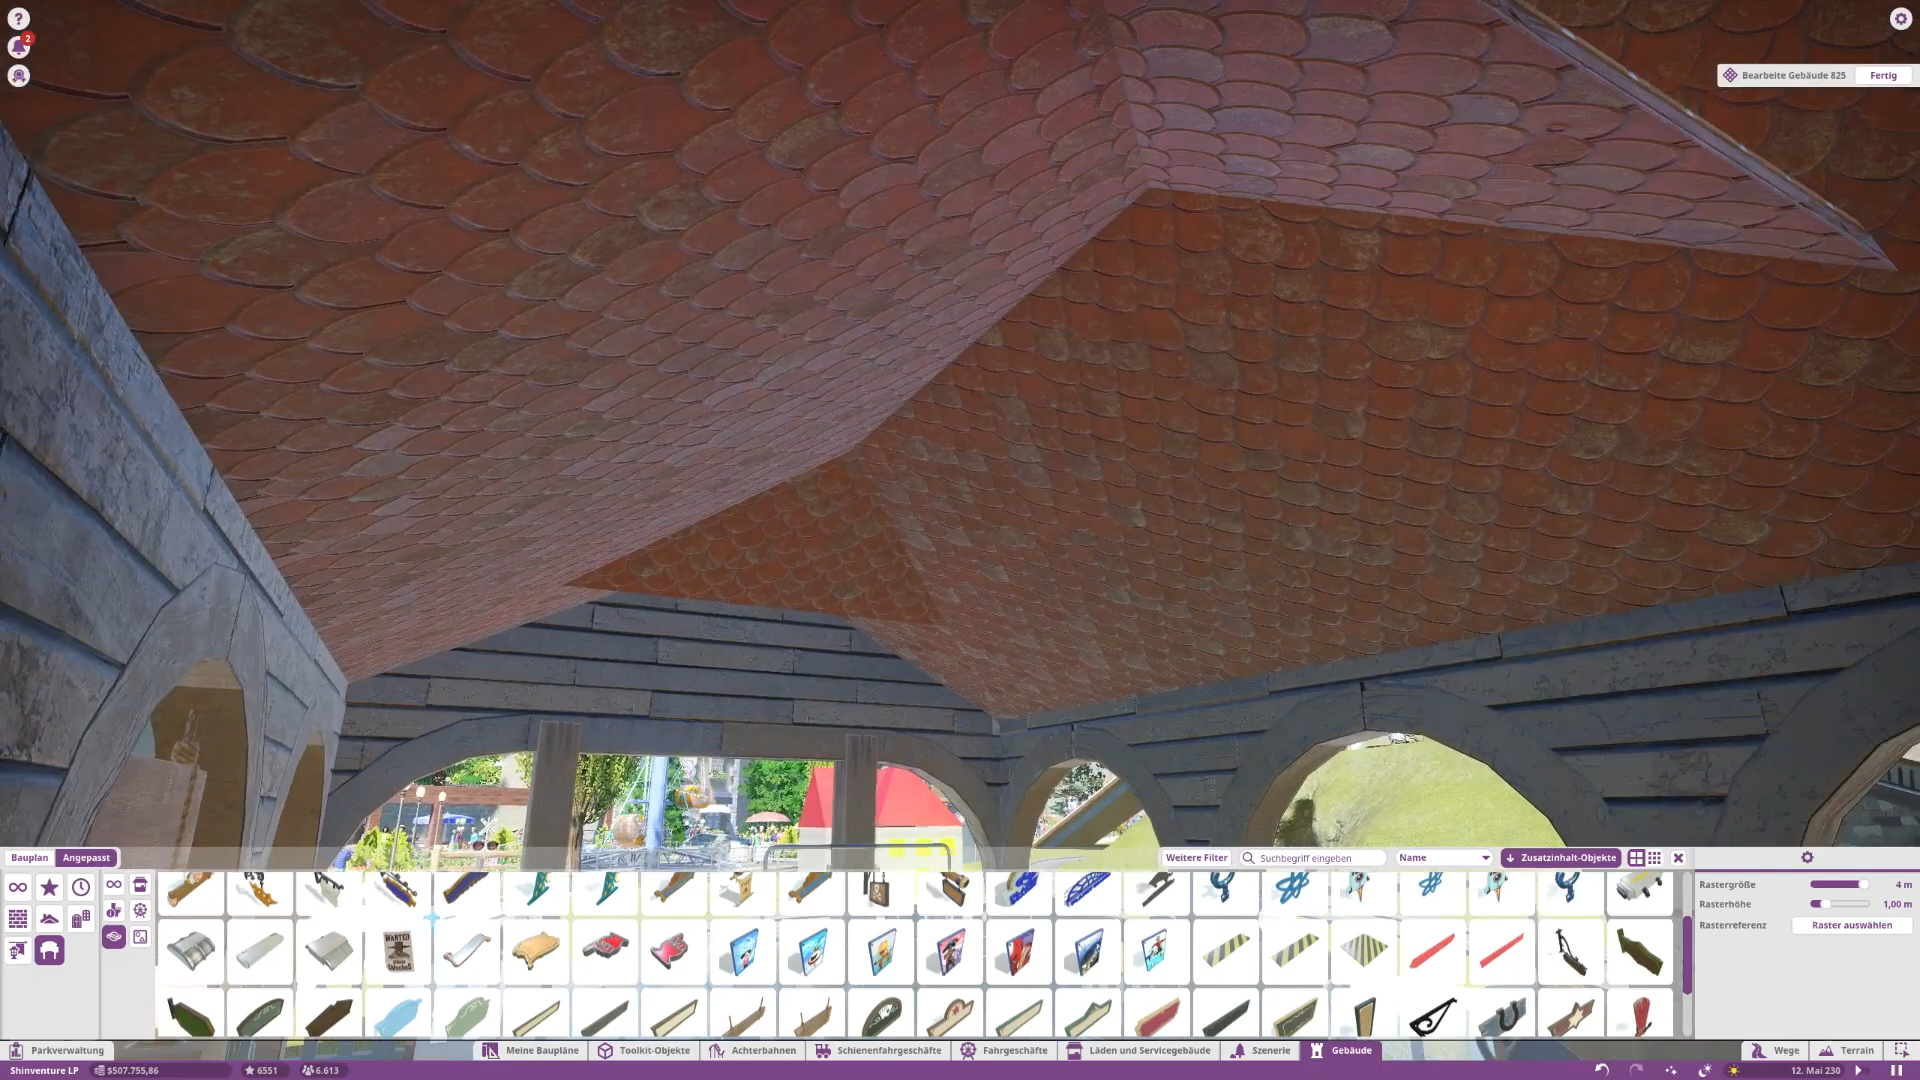 ?
2
Bearbeite Gebäude 825
Fertig
Bauplan
Angepasst
Weitere Filter
Suchbegriff eingeben
Name
Zusatzinhalt-Objekte
Rastergröße
4 m
Rasterhöhe
1,00 m
Rasterreferenz
Raster auswählen
WANTED
Parkverwaltung
Meine Baupläne
Toolkit-Objekte
Achterbahnen
Schienenfahrgeschäfte
Fahrgeschäfte
Läden und Servicegebäude
Szenerie
Gebäude
Wege
Terrain
Shinventure LP
$507.755,86
6551
6.613
12. Mai 230